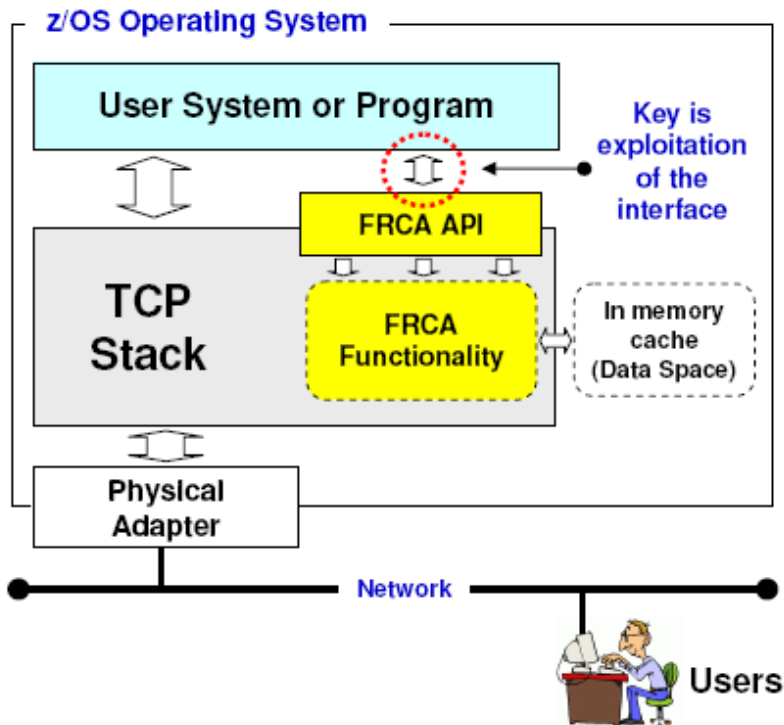 z/OS Operating System
User System or Program
Key is
exploitation
of the
interface
FRCA API
TCP
Stack
FRCA
Functionality
In memory
cache
(Data Space)
Physical
Adapter
Network
Users